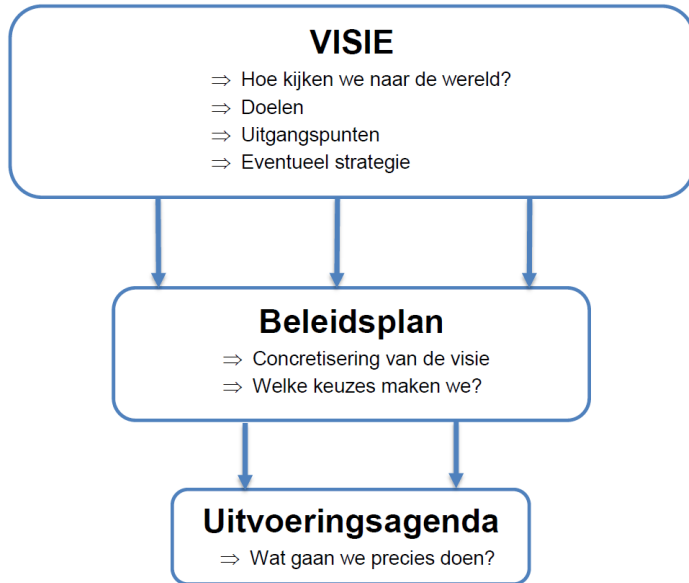 VISIE
⇒ Hoe kijken we naar de wereld?
⇒ Doelen
⇒ Uitgangspunten
⇒ Eventueel strategie
Beleidsplan
⇒ Concretisering van de visie
⇒ Welke keuzes maken we?
Uitvoeringsagenda
⇒ Wat gaan we precies doen?